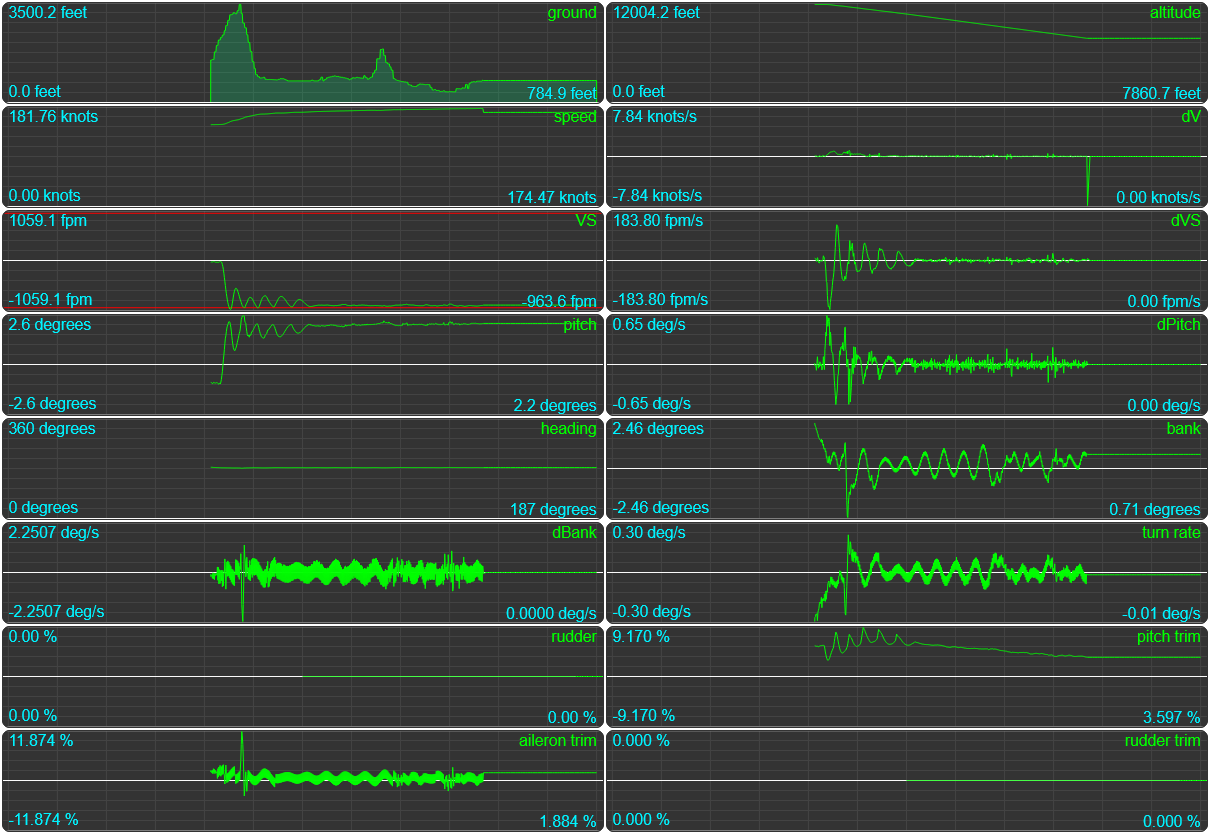 3500.2 feet ground
0.0 feet 784.9 feet
12004.2 feet altitude
0.0 feet 7860.7 feet
181.76 knots speed
0.00 knots 174.47 knots
7.84 knots/s dV
-7.84 knots/s 0.00 knots/s
1059.1 fpm VS
-1059.1 fpm -963.6 fpm
183.80 fpm/s dVS
-183.80 fpm/s 0.00 fpm/s
2.6 degrees pitch
-2.6 degrees 2.2 degrees
0.65 deg/s dPitch
-0.65 deg/s 0.00 deg/s
360 degrees heading
0 degrees 187 degrees
2.46 degrees bank
-2.46 degrees 0.71 degrees
2.2507 deg/s dBank
-2.2507 deg/s 0.0000 deg/s
0.30 deg/s turn rate
-0.30 deg/s -0.01 deg/s
0.00 % rudder
0.00 % 0.00 %
9.170 % pitch trim
-9.170 % 3.597 %
11.874 % aileron trim
-11.874 % 1.884 %
0.000 % rudder trim
0.000 % 0.000 %